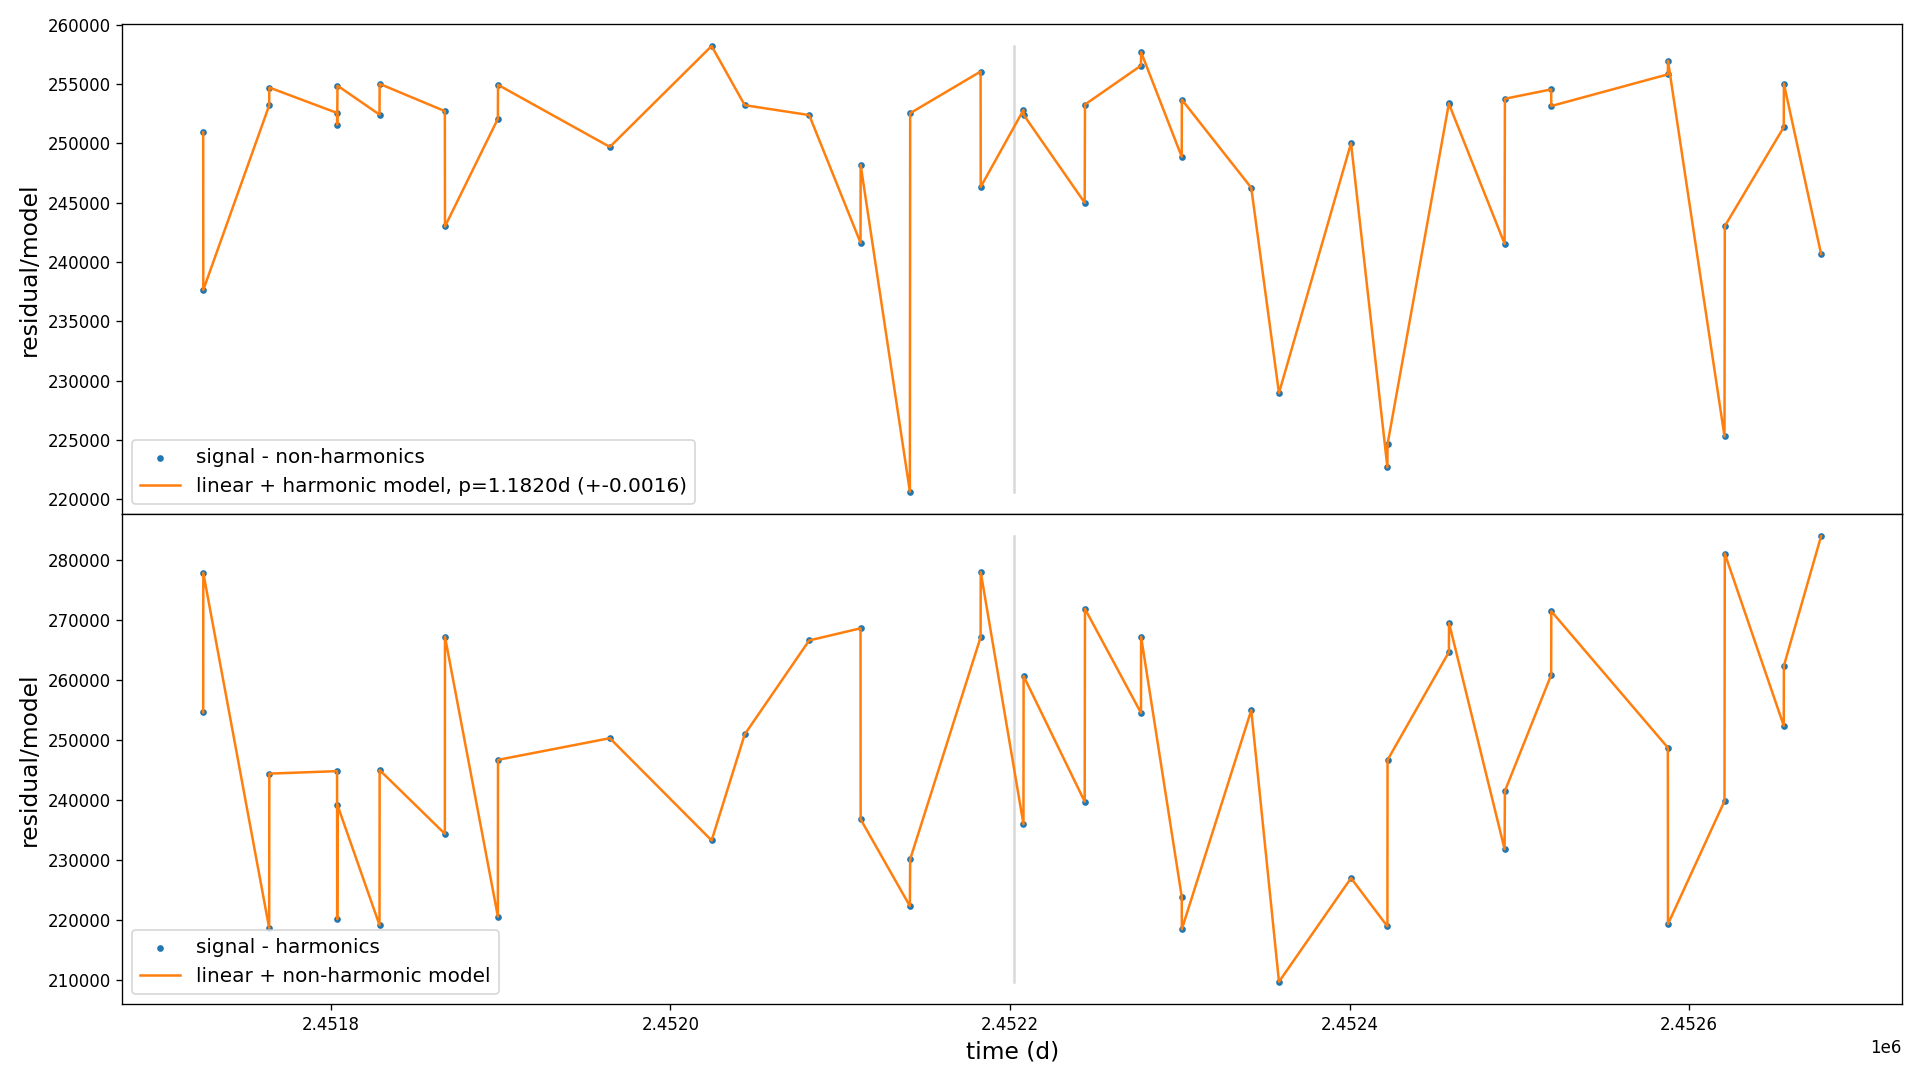 260000
255000
250000
245000
240000
235000
230000
225000
220000
residual/model
signal - non-harmonics
linear + harmonic model, p=1.1820d (+-0.0016)
280000
270000
260000
250000
240000
230000
220000
210000
residual/model
signal - harmonics
linear + non-harmonic model
2.4518 2.4520 2.4522 2.4524 2.4526
1e6
time (d)